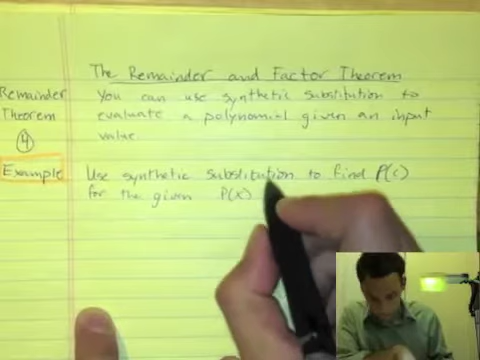 The Remainder and Factor Theorem
Remainder
Theorem
4
You can use synthetic substitution to
evaluate a polynomial given an input
value.
Example
Use synthetic substitution to find P(c)
for the given P(x)